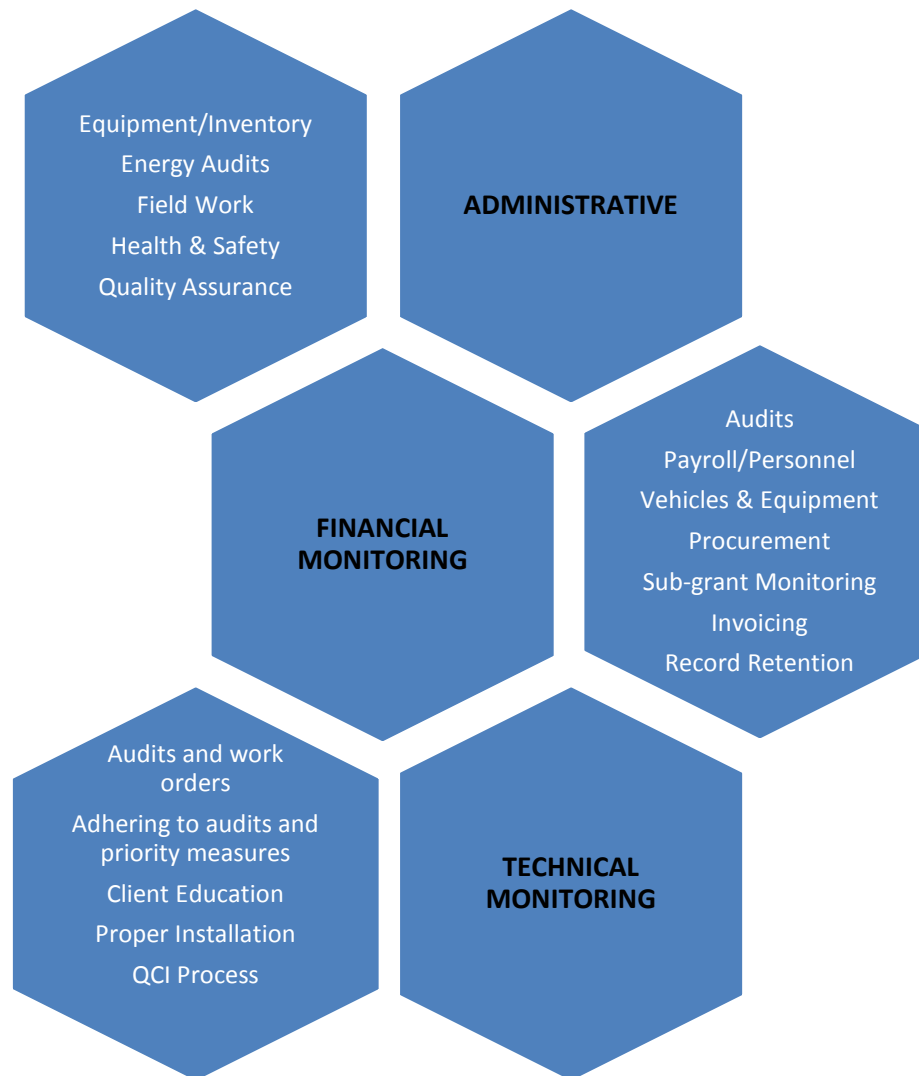 Equipment/Inventory
Energy Audits
Field Work
Health & Safety
Quality Assurance
ADMINISTRATIVE
FINANCIAL
MONITORING
Audits
Payroll/Personnel
Vehicles & Equipment
Procurement
Sub-grant Monitoring
Invoicing
Record Retention
Audits and work
orders
Adhering to audits and
priority measures
Client Education
Proper Installation
QCI Process
TECHNICAL
MONITORING